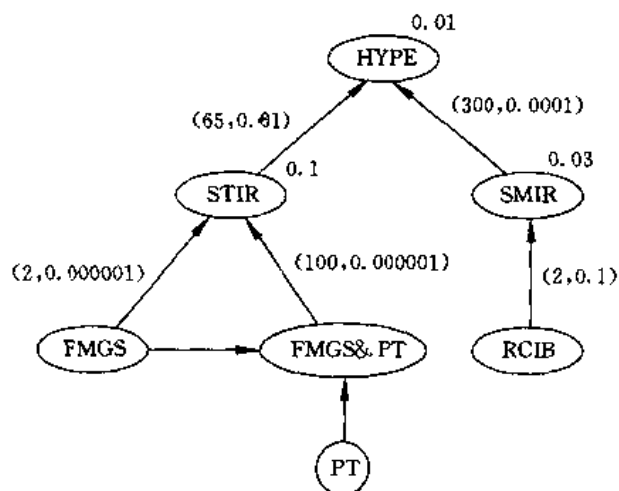 0.01
HYPE
(65,0.01)
(300,0.0001)
0.1
0.03
STIR
SMIR
(2,0.000001)
(100,0.000001)
(2,0.1)
FMGS
FMGS& PT
RCIB
PT